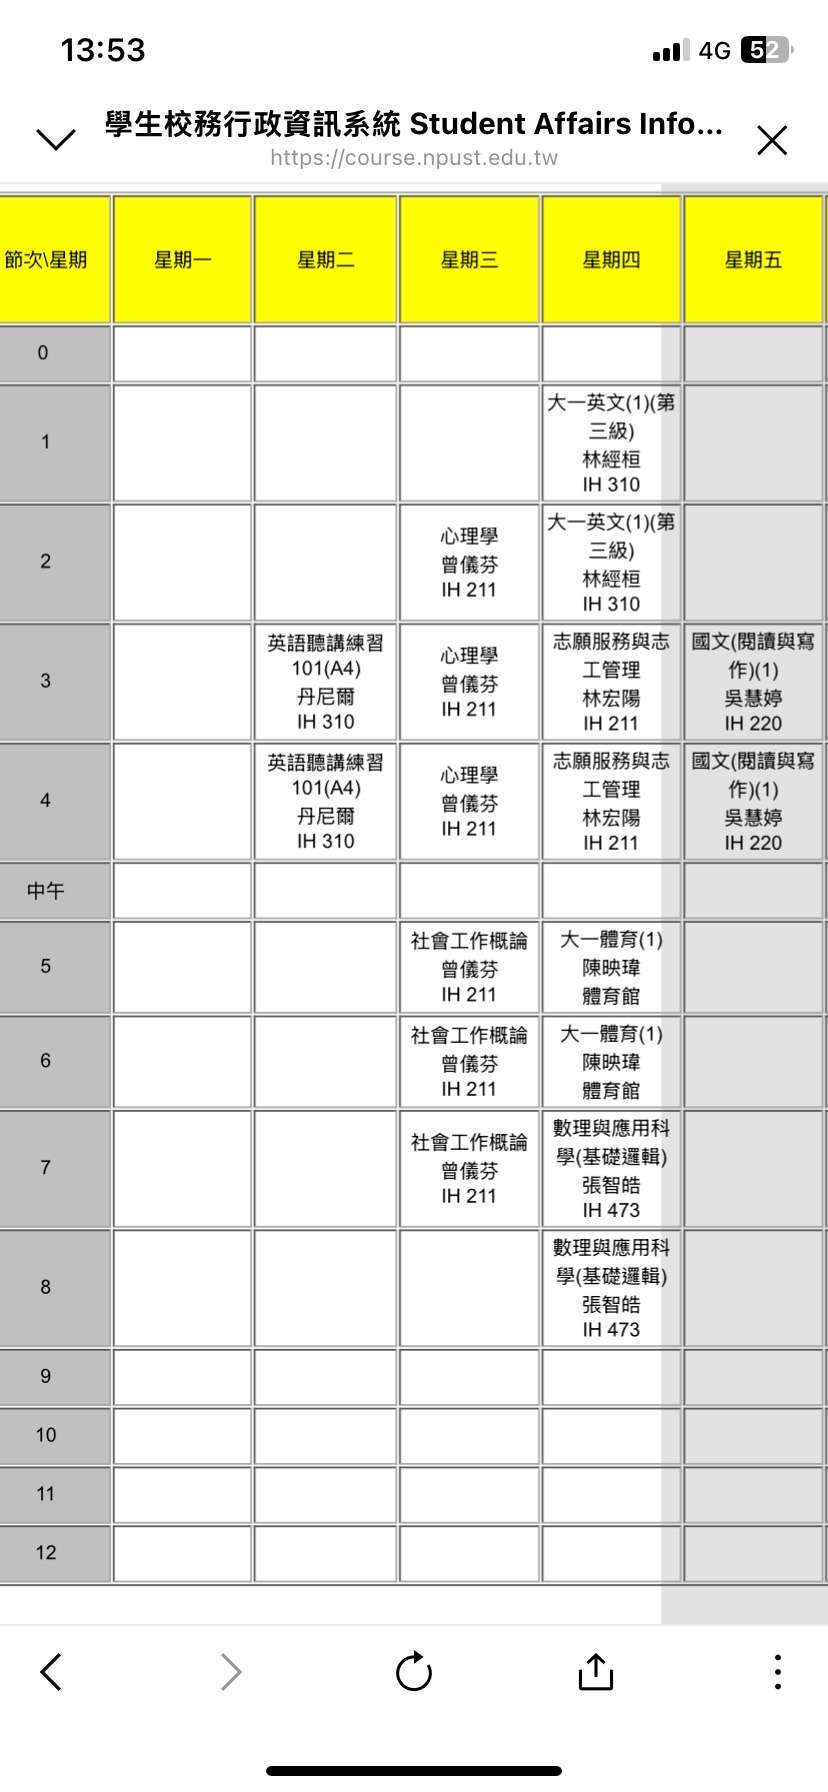 13:53
4G 52
學生校務行政資訊系統 Student Affairs Info...
https://course.npust.edu.tw
節次\星期 星期一 星期二 星期三 星期四 星期五
0
1
大一英文(1)(第
三級)
林經桓
IH 310
2
心理學
曾儀芬
IH 211
大一英文(1)(第
三級)
林經桓
IH 310
3
英語聽講練習
101(A4)
丹尼爾
IH 310
心理學
曾儀芬
IH 211
志願服務與志
工管理
林宏陽
IH 211
國文(閱讀與寫
作)(1)
吳慧婷
IH 220
4
英語聽講練習
101(A4)
丹尼爾
IH 310
心理學
曾儀芬
IH 211
志願服務與志
工管理
林宏陽
IH 211
國文(閱讀與寫
作)(1)
吳慧婷
IH 220
中午
5
社會工作概論
曾儀芬
IH 211
大一體育(1)
陳映瑋
體育館
6
社會工作概論
曾儀芬
IH 211
大一體育(1)
陳映瑋
體育館
7
社會工作概論
曾儀芬
IH 211
數理與應用科
學(基礎邏輯)
張智皓
IH 473
8
數理與應用科
學(基礎邏輯)
張智皓
IH 473
9
10
11
12